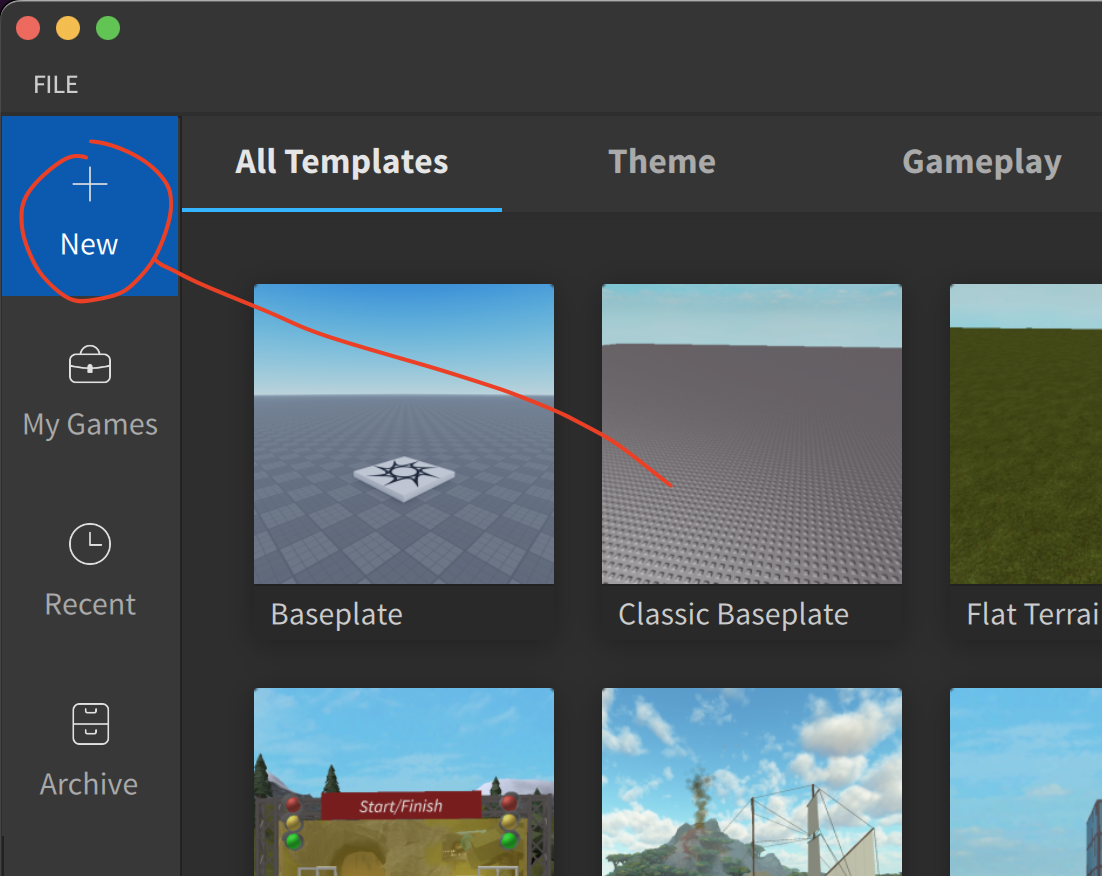 FILE
New
All Templates
Theme
Gameplay
My Games
Recent
Archive
Baseplate
Classic Baseplate
Flat Terrai
Start/Finish